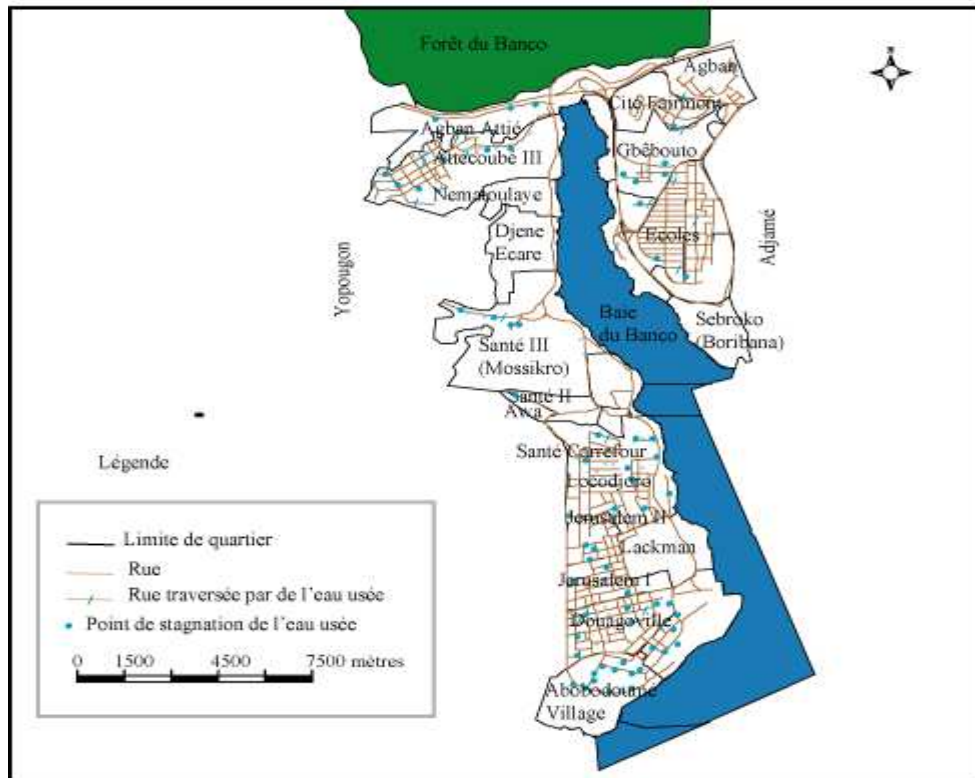 Forêt du Banco
N
Agban
Cité Fairmont
Agban Attié
Attécoubé III
Gbêbouto
Nematoulaye
Djene
Ecare
Ecoles
Yopougon
Adjamé
Baie
du Banco
Sebroko
(Boribana)
Santé III
(Mossikro)
Santé II
Awa
Santé Carrefour
Locodjoro
Jerusalem II
Lackman
Jerusalem I
Douagoville
Abobodoumé
Village
Légende
Limite de quartier
Rue
Rue traversée par de l'eau usée
Point de stagnation de l'eau usée
0 1500 4500 7500 mètres